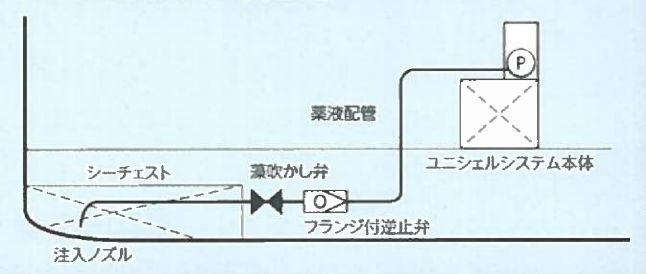 P
薬液配管
ユニシェルシステム本体
シーチェスト
藻吹かし弁
フランジ付逆止弁
注入ノズル